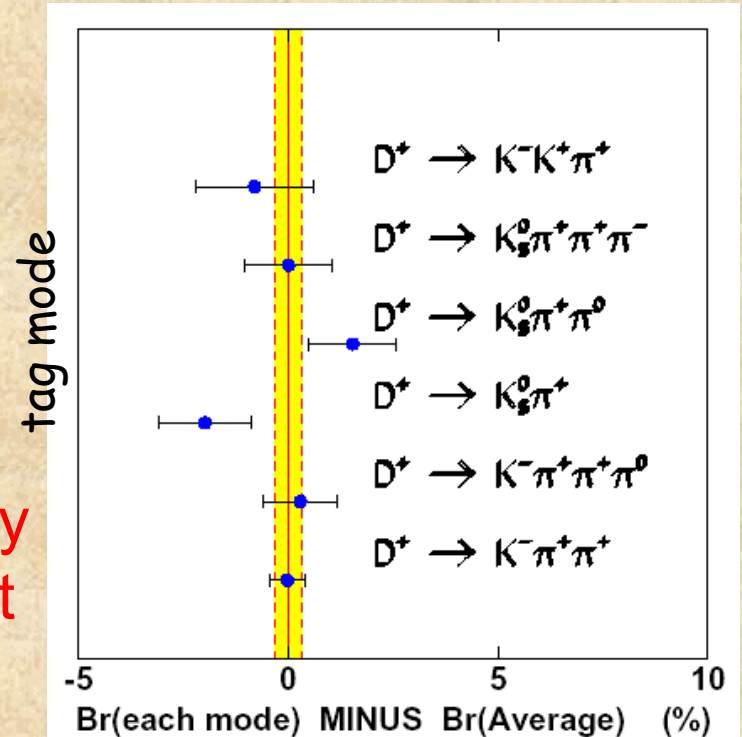 D⁺ → K⁻K⁺π⁺
D⁺ → K⁰ₛπ⁺π⁺π⁻
D⁺ → K⁰ₛπ⁺π⁰
D⁺ → K⁰ₛπ⁺
D⁺ → K⁻π⁺π⁺π⁰
D⁺ → K⁻π⁺π⁺
tag mode
y
t
-5 0 5 10
Br(each mode) MINUS Br(Average) (%)